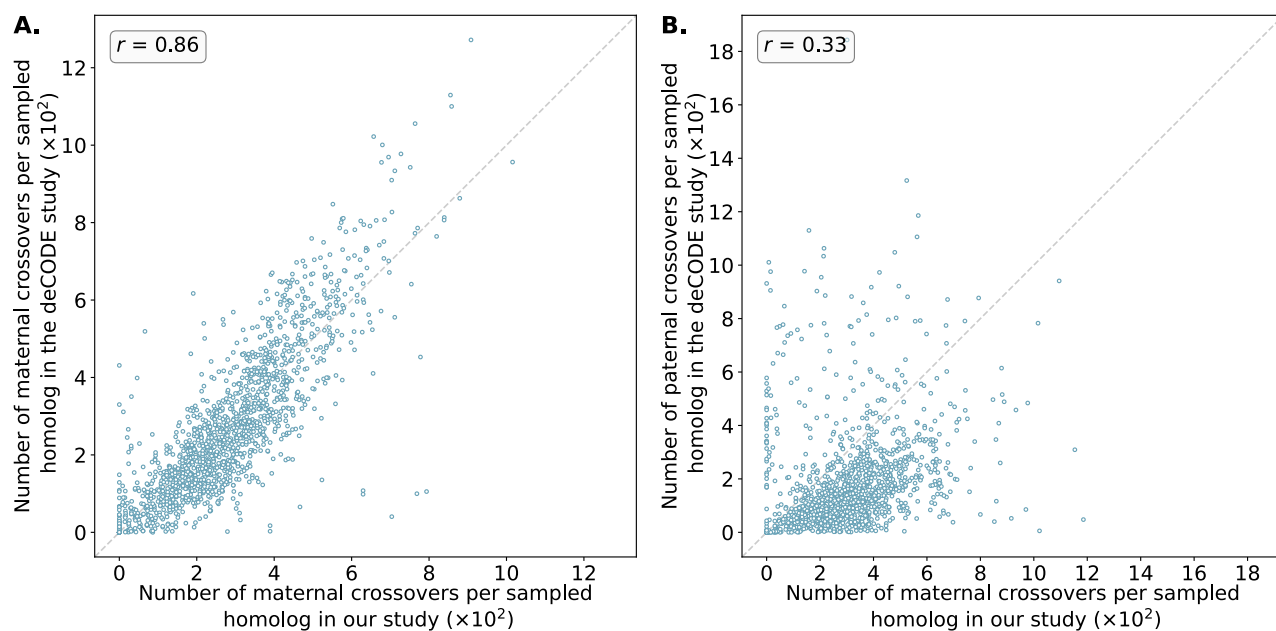 A.
r = 0.86
Number of maternal crossovers per sampled
homolog in the deCODE study (×10²)
12
10
8
6
4
2
0
0 2 4 6 8 10 12
Number of maternal crossovers per sampled
homolog in our study (×10²)
B.
r = 0.33
Number of paternal crossovers per sampled
homolog in the deCODE study (×10²)
18
16
14
12
10
8
6
4
2
0
0 2 4 6 8 10 12 14 16 18
Number of maternal crossovers per sampled
homolog in our study (×10²)